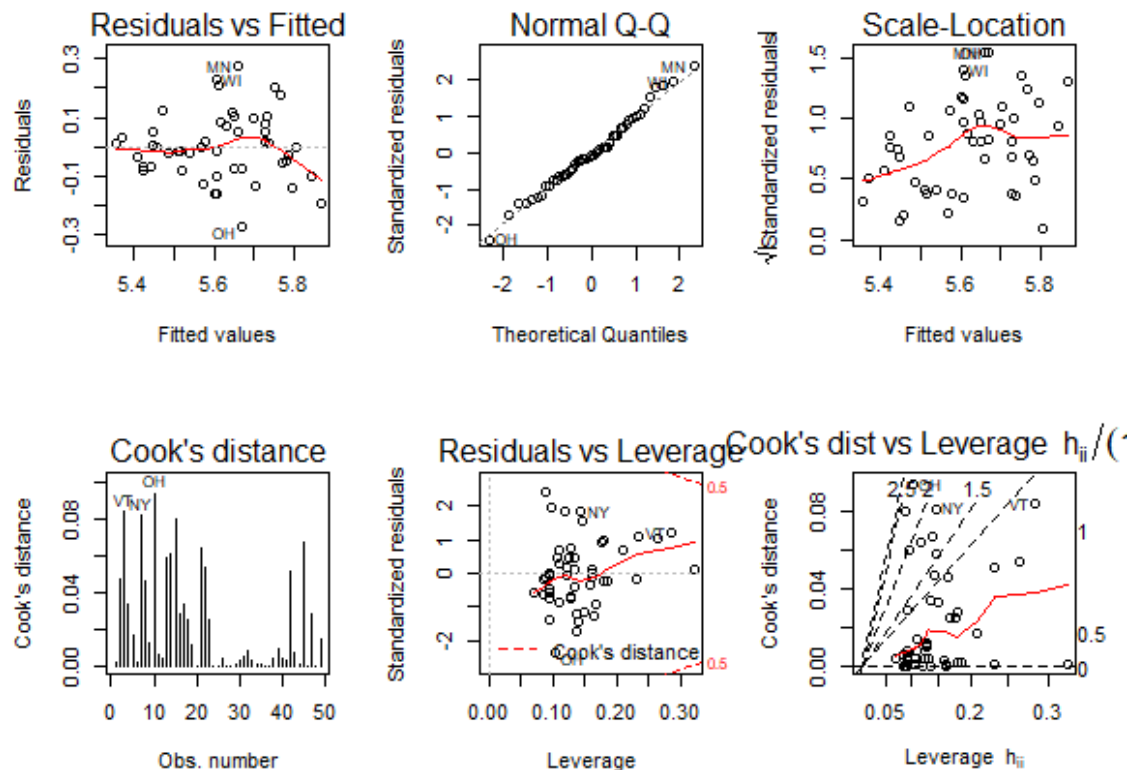 Residuals vs Fitted
Residuals
0.3
0.1
-0.1
-0.3
MN
WI
OH
5.4 5.6 5.8
Fitted values
Normal Q-Q
Standardized residuals
2
1
0
-1
-2
WI
MN
OH
-2 -1 0 1 2
Theoretical Quantiles
Scale-Location
√|Standardized residuals|
1.5
1.0
0.5
0.0
WI
5.4 5.6 5.8
Fitted values
Cook's distance
Cook's distance
0.08
0.04
0.00
VT
NY
OH
0 10 20 30 40 50
Obs. number
Residuals vs Leverage
Standardized residuals
2
1
0
-2
NY
VT
OH
0.5
0.5
Cook's distance
0.00 0.10 0.20 0.30
Leverage
Cook's dist vs Leverage hᵢᵢ/(1
Cook's distance
0.08
0.04
0.00
2.5
2
1.5
1
0.5
0
OH
NY
VT
0.05 0.2 0.3
Leverage hᵢᵢ